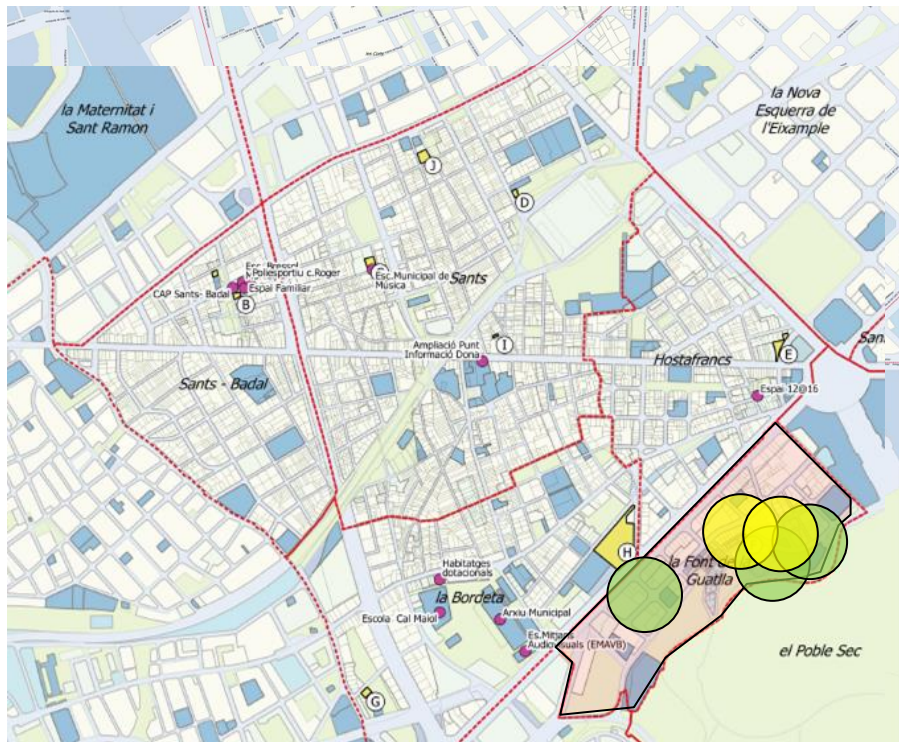 la Maternitat i
Sant Ramon
la Nova
Esquerra de
l'Eixample
J
D
Poliesportiu c.Roger
CAP Sants- Badal
Espai Familiar
B
Esc.Municipal de
Música
Sants
Ampliació Punt
Informació Dona
I
Hostafrancs
E
Sants - Badal
Espai 12@16
H
la Font de
Guatlla
Habitatges
dotacionals
la Bordeta
Escola Cal Maiol
Arxiu Municipal
Es.Mitjans
Audiovisuals (EMAVB)
el Poble Sec
G